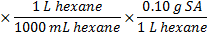 × 1 L hexane / 1000 mL hexane × 0.10 g SA / 1 L hexane